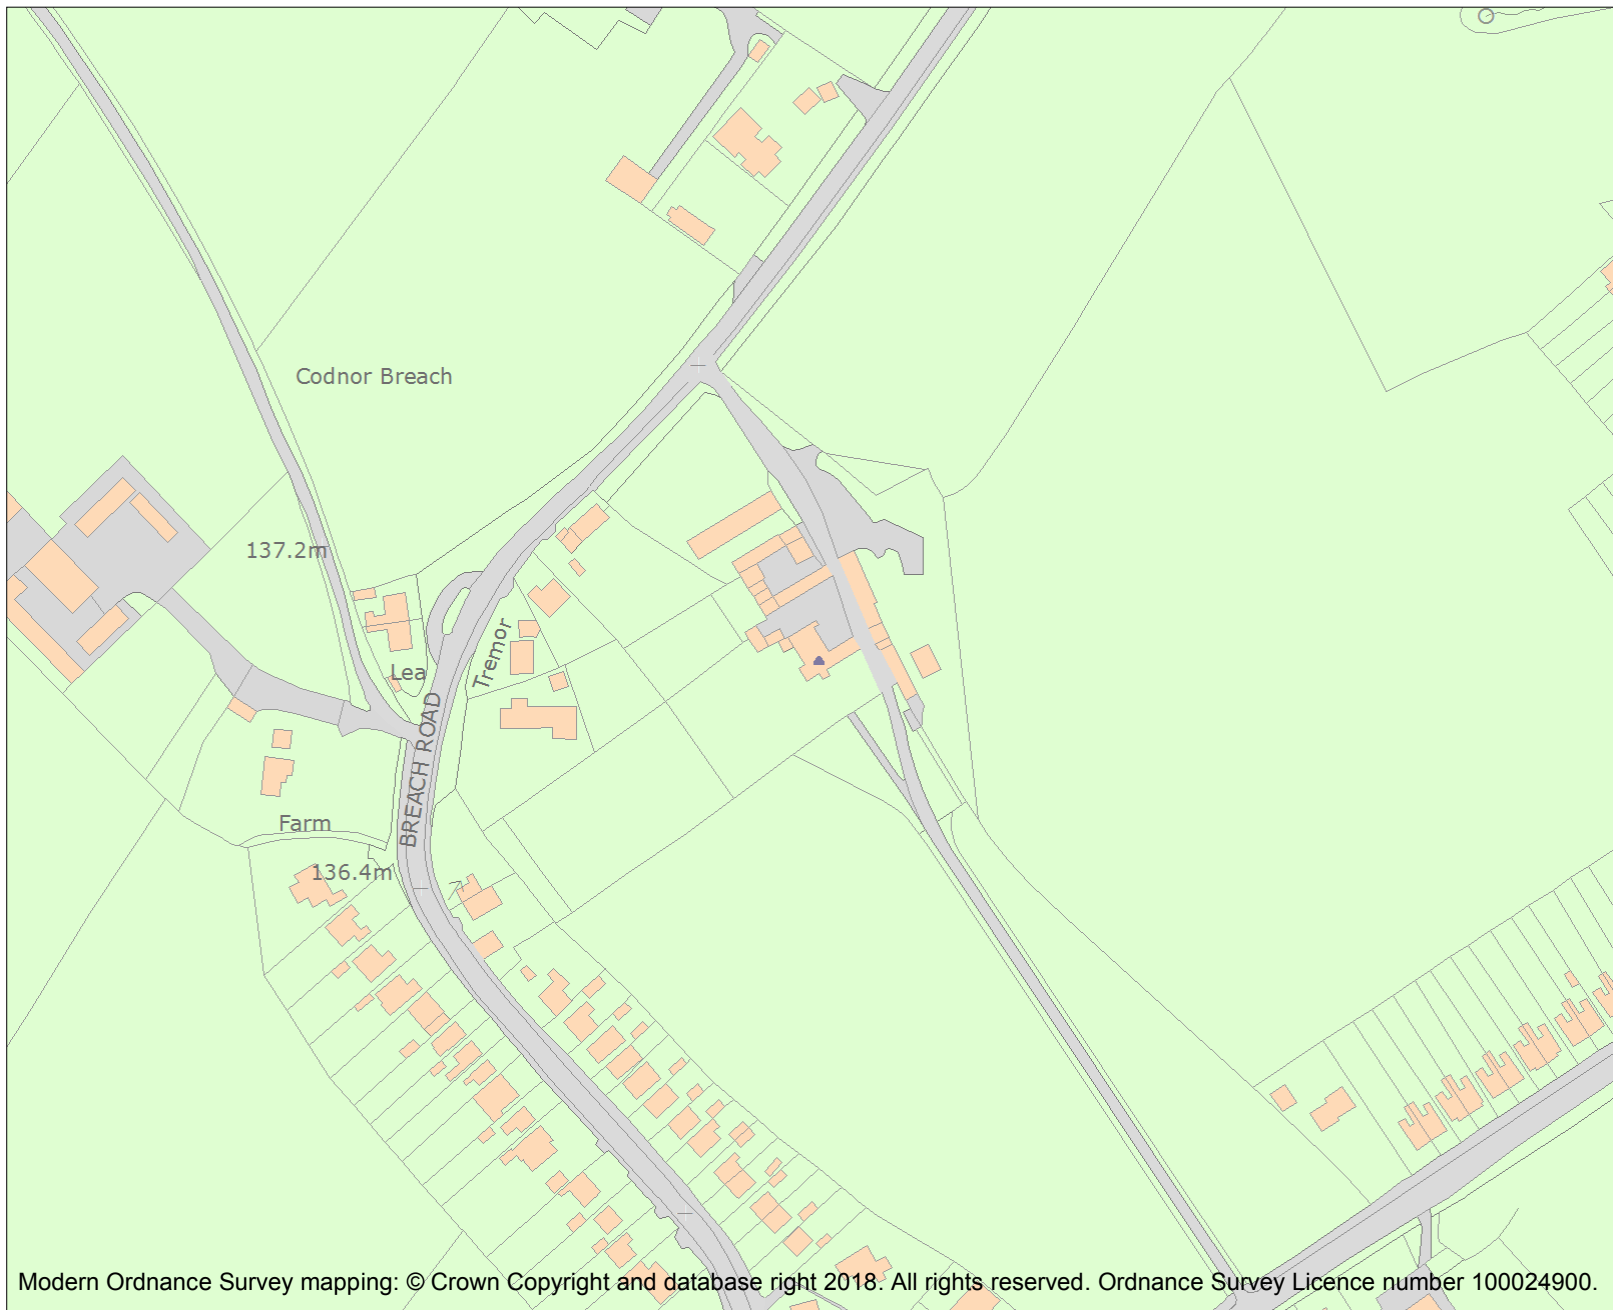 Codnor Breach
137.2m
Tremor
Lea
BREACH ROAD
Farm
136.4m
Modern Ordnance Survey mapping: © Crown Copyright and database right 2018. All rights reserved. Ordnance Survey Licence number 100024900.